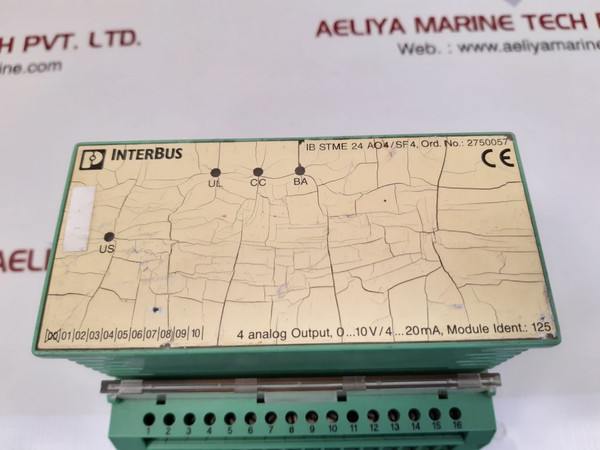 H PVT. LTD.
ine.com
AELIYA MARINE TECH
Web. : www.aeliyamarine
INTERBUS
IB STME 24 AO4/SF4, Ord. No.: 2750057
CE
UL CC BA
US
00|01|02|03|04|05|06|07|08|09|10|
4 analog Output, 0...10V/4...20mA, Module Ident.: 125
1 2 3 4 5 6 7 8 9 10 11 12 13 14 15 16